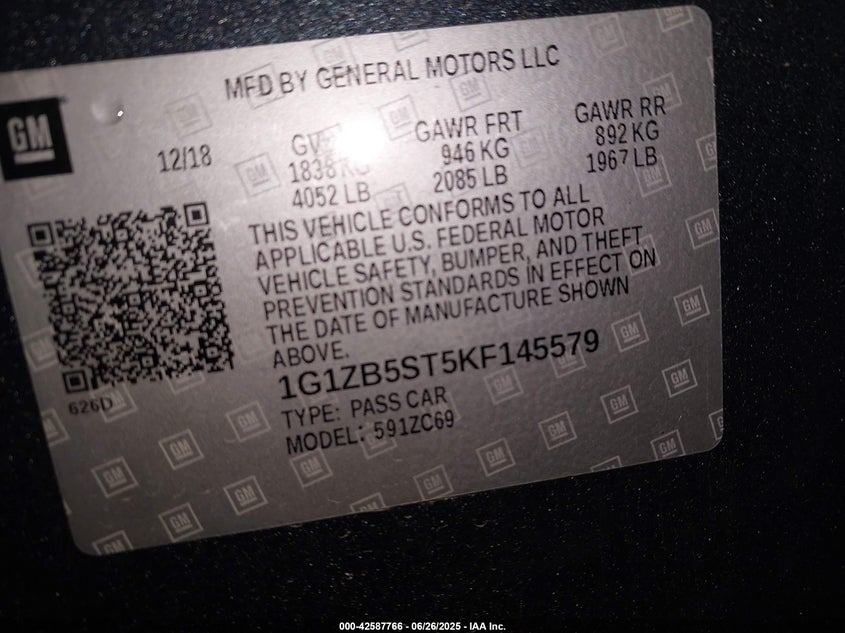 MFD BY GENERAL MOTORS LLC
GM
12/18
GAWR FRT
GAWR RR
1838 KG
946 KG
892 KG
4052 LB
2085 LB
1967 LB
THIS VEHICLE CONFORMS TO ALL
APPLICABLE U.S. FEDERAL MOTOR
VEHICLE SAFETY, BUMPER, AND THEFT
PREVENTION STANDARDS IN EFFECT ON
THE DATE OF MANUFACTURE SHOWN
ABOVE.
1G1ZB5ST5KF145579
626D
TYPE: PASS CAR
MODEL: 591ZC69
000-42587766 - 06/26/2025 - IAA Inc.